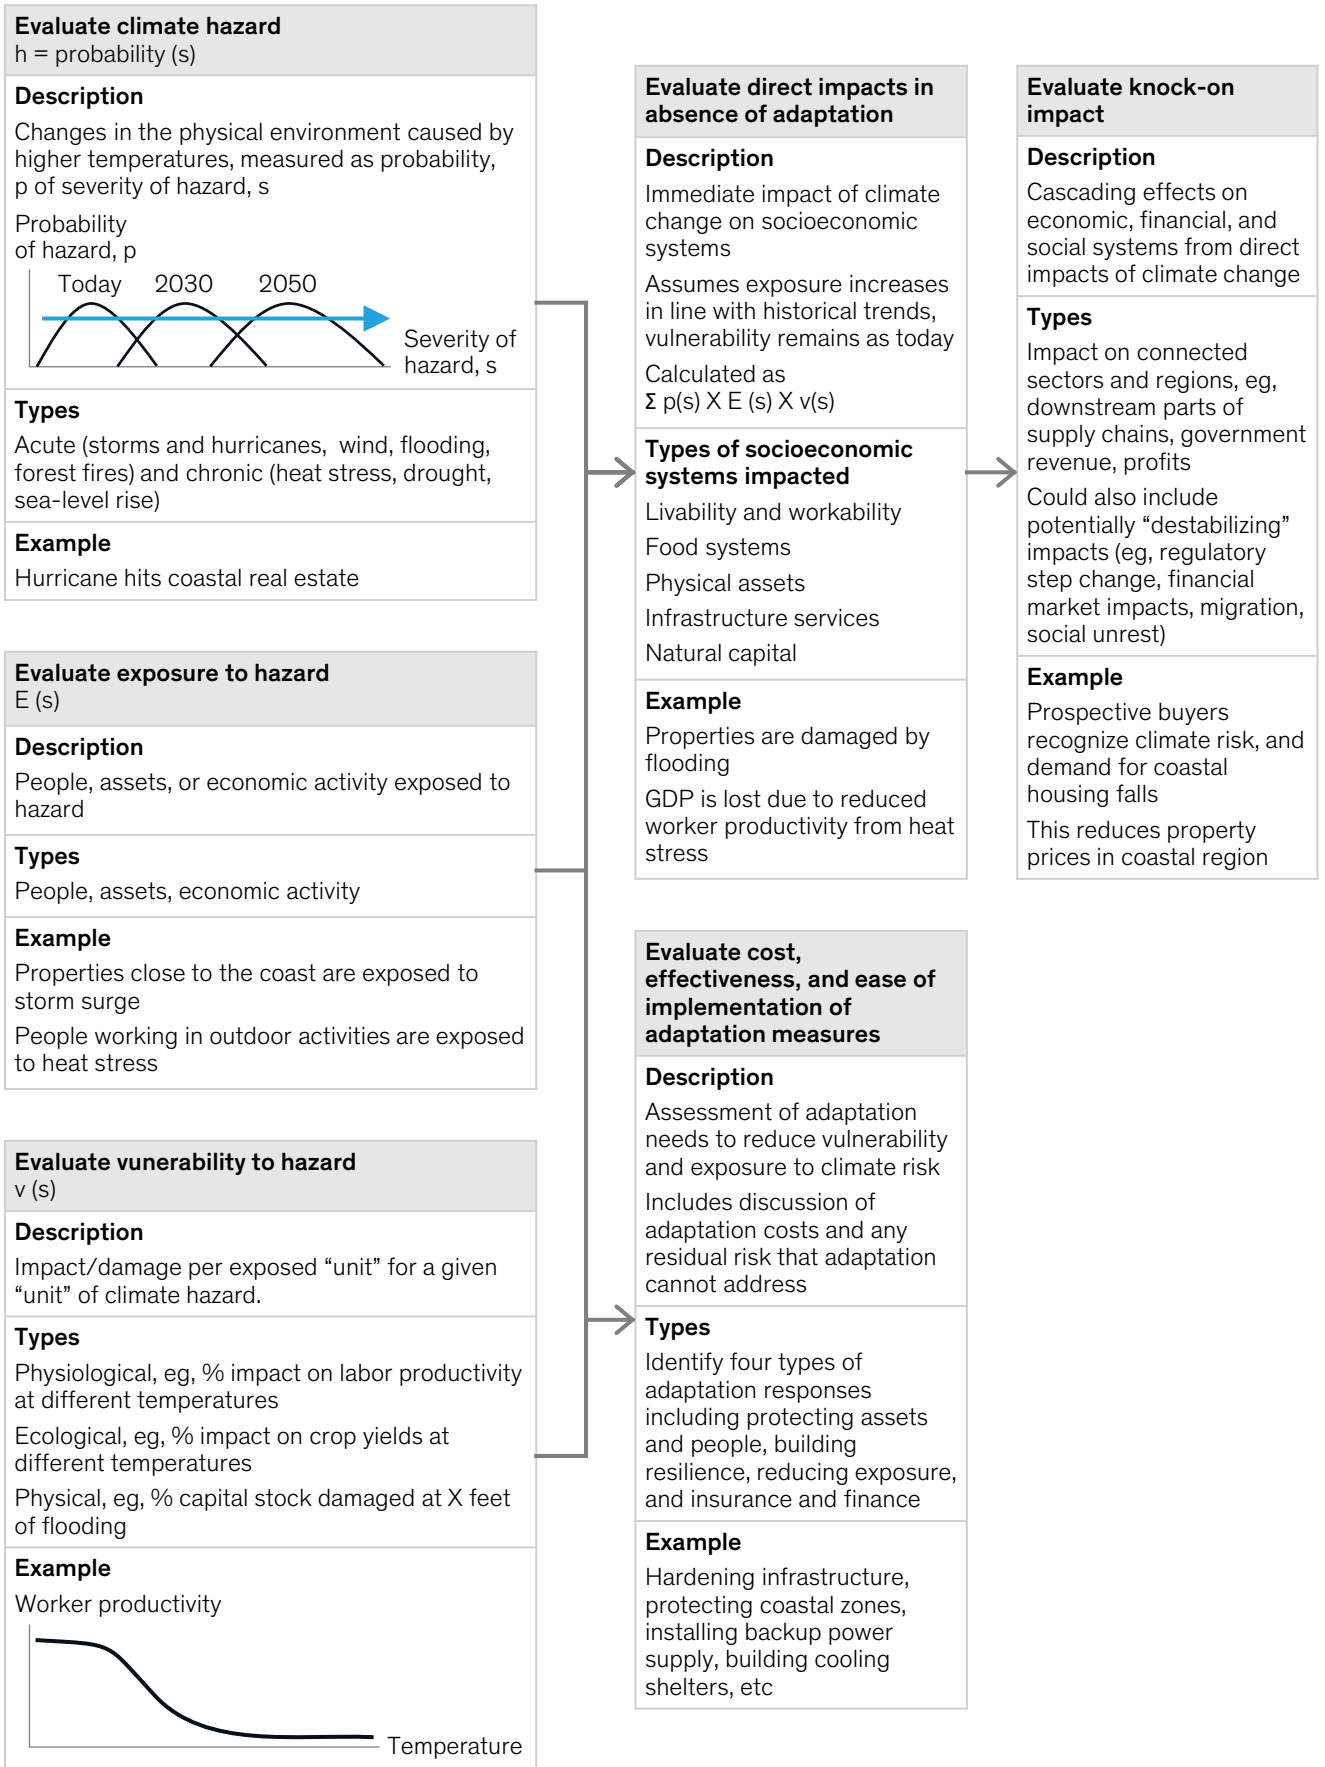 Evaluate climate hazard
h = probability (s)
Description
Changes in the physical environment caused by
higher temperatures, measured as probability,
p of severity of hazard, s
Probability
of hazard, p
Today 2030 2050
Severity of
hazard, s
Types
Acute (storms and hurricanes, wind, flooding,
forest fires) and chronic (heat stress, drought,
sea-level rise)
Example
Hurricane hits coastal real estate
Evaluate exposure to hazard
E (s)
Description
People, assets, or economic activity exposed to
hazard
Types
People, assets, economic activity
Example
Properties close to the coast are exposed to
storm surge
People working in outdoor activities are exposed
to heat stress
Evaluate vunerability to hazard
v (s)
Description
Impact/damage per exposed “unit” for a given
“unit” of climate hazard.
Types
Physiological, eg, % impact on labor productivity
at different temperatures
Ecological, eg, % impact on crop yields at
different temperatures
Physical, eg, % capital stock damaged at X feet
of flooding
Example
Worker productivity
Temperature
Evaluate direct impacts in
absence of adaptation
Description
Immediate impact of climate
change on socioeconomic
systems
Assumes exposure increases
in line with historical trends,
vulnerability remains as today
Calculated as
Σ p(s) X E (s) X v(s)
Types of socioeconomic
systems impacted
Livability and workability
Food systems
Physical assets
Infrastructure services
Natural capital
Example
Properties are damaged by
flooding
GDP is lost due to reduced
worker productivity from heat
stress
Evaluate cost,
effectiveness, and ease of
implementation of
adaptation measures
Description
Assessment of adaptation
needs to reduce vulnerability
and exposure to climate risk
Includes discussion of
adaptation costs and any
residual risk that adaptation
cannot address
Types
Identify four types of
adaptation responses
including protecting assets
and people, building
resilience, reducing exposure,
and insurance and finance
Example
Hardening infrastructure,
protecting coastal zones,
installing backup power
supply, building cooling
shelters, etc
Evaluate knock-on
impact
Description
Cascading effects on
economic, financial, and
social systems from direct
impacts of climate change
Types
Impact on connected
sectors and regions, eg,
downstream parts of
supply chains, government
revenue, profits
Could also include
potentially “destabilizing”
impacts (eg, regulatory
step change, financial
market impacts, migration,
social unrest)
Example
Prospective buyers
recognize climate risk, and
demand for coastal
housing falls
This reduces property
prices in coastal region